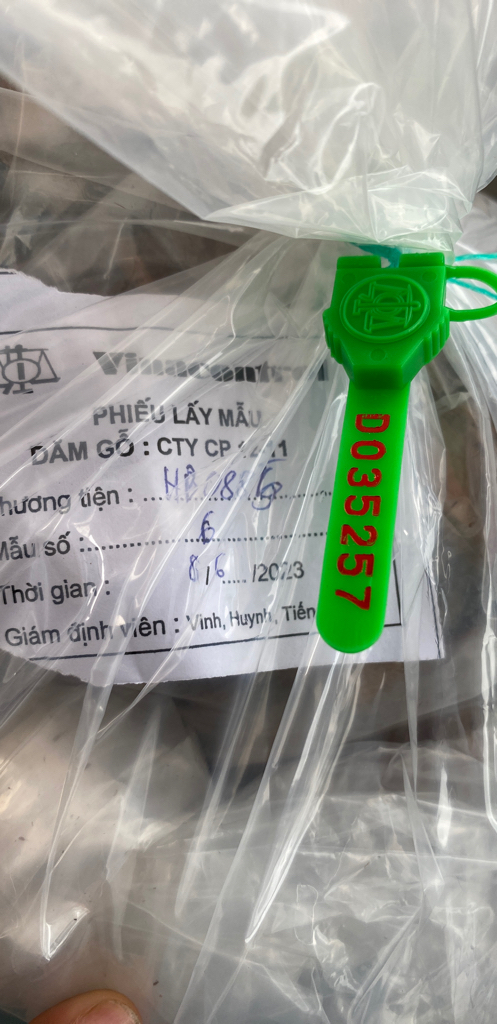 Vinacontrol
PHIẾU LẤY MẪU
DĂM GỖ : CTY CP
hương tiện :
Mẫu số : 6
Thời gian : 8/6 /2023
Giám định viên : Vinh, Huynh, Tiến
D035257